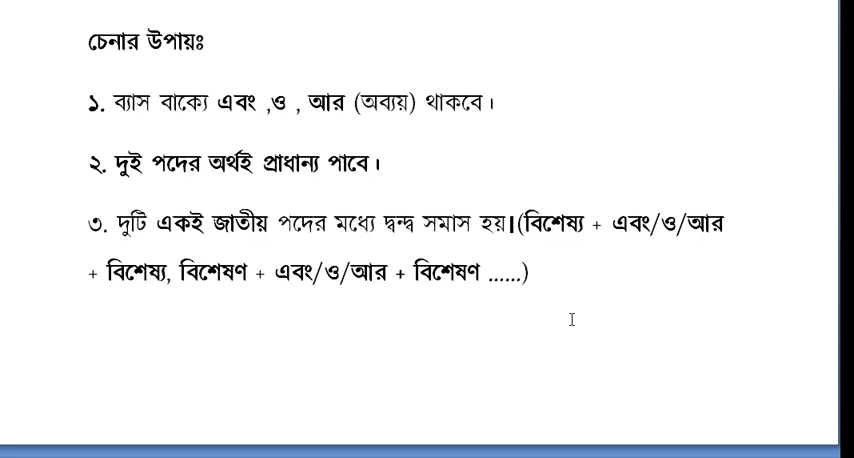 চেনার উপায়ঃ
১. ব্যাস বাক্যে এবং ,ও , আর (অব্যয়) থাকবে।
২. দুই পদের অর্থই প্রাধান্য পাবে।
৩. দুটি একই জাতীয় পদের মধ্যে দ্বন্দ্ব সমাস হয়।(বিশেষ্য + এবং/ও/আর
+ বিশেষ্য, বিশেষণ + এবং/ও/আর + বিশেষণ ......)